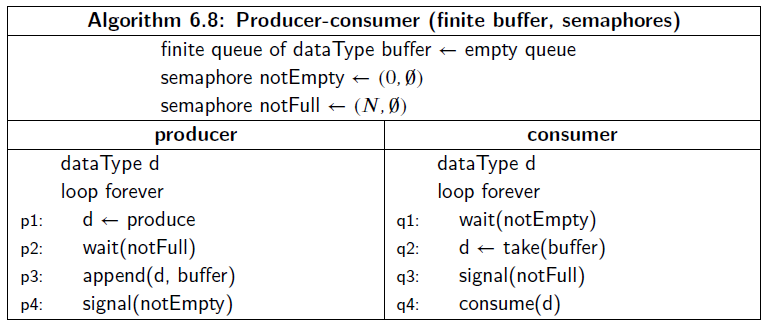 Algorithm 6.8: Producer-consumer (finite buffer, semaphores)
finite queue of dataType buffer ← empty queue
semaphore notEmpty ← (0, ∅)
semaphore notFull ← (N, ∅)
producer consumer
dataType d dataType d
loop forever loop forever
p1: d ← produce q1: wait(notEmpty)
p2: wait(notFull) q2: d ← take(buffer)
p3: append(d, buffer) q3: signal(notFull)
p4: signal(notEmpty) q4: consume(d)